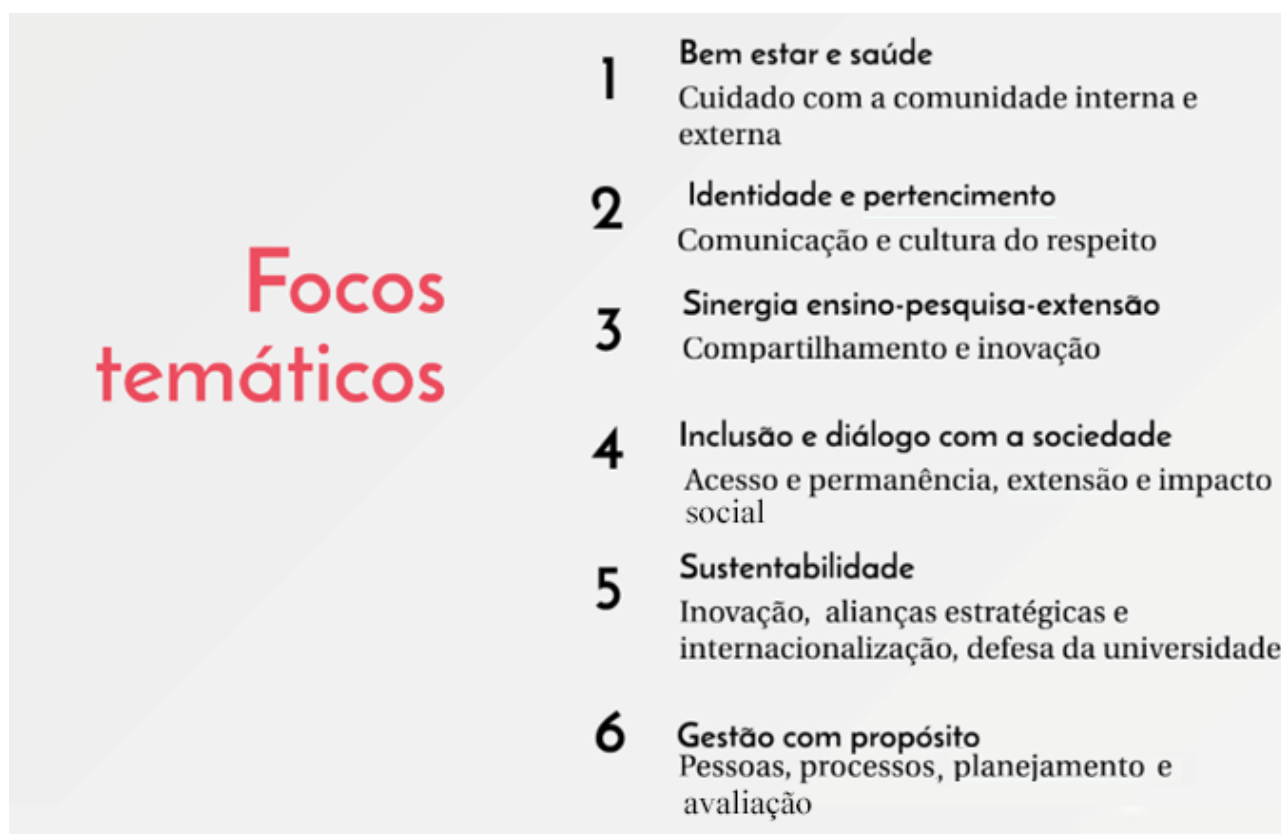 Focos
temáticos
1
Bem estar e saúde
Cuidado com a comunidade interna e
externa
2
Identidade e pertencimento
Comunicação e cultura do respeito
3
Sinergia ensino-pesquisa-extensão
Compartilhamento e inovação
4
Inclusão e diálogo com a sociedade
Acesso e permanência, extensão e impacto
social
5
Sustentabilidade
Inovação, alianças estratégicas e
internacionalização, defesa da universidade
6
Gestão com propósito
Pessoas, processos, planejamento e
avaliação